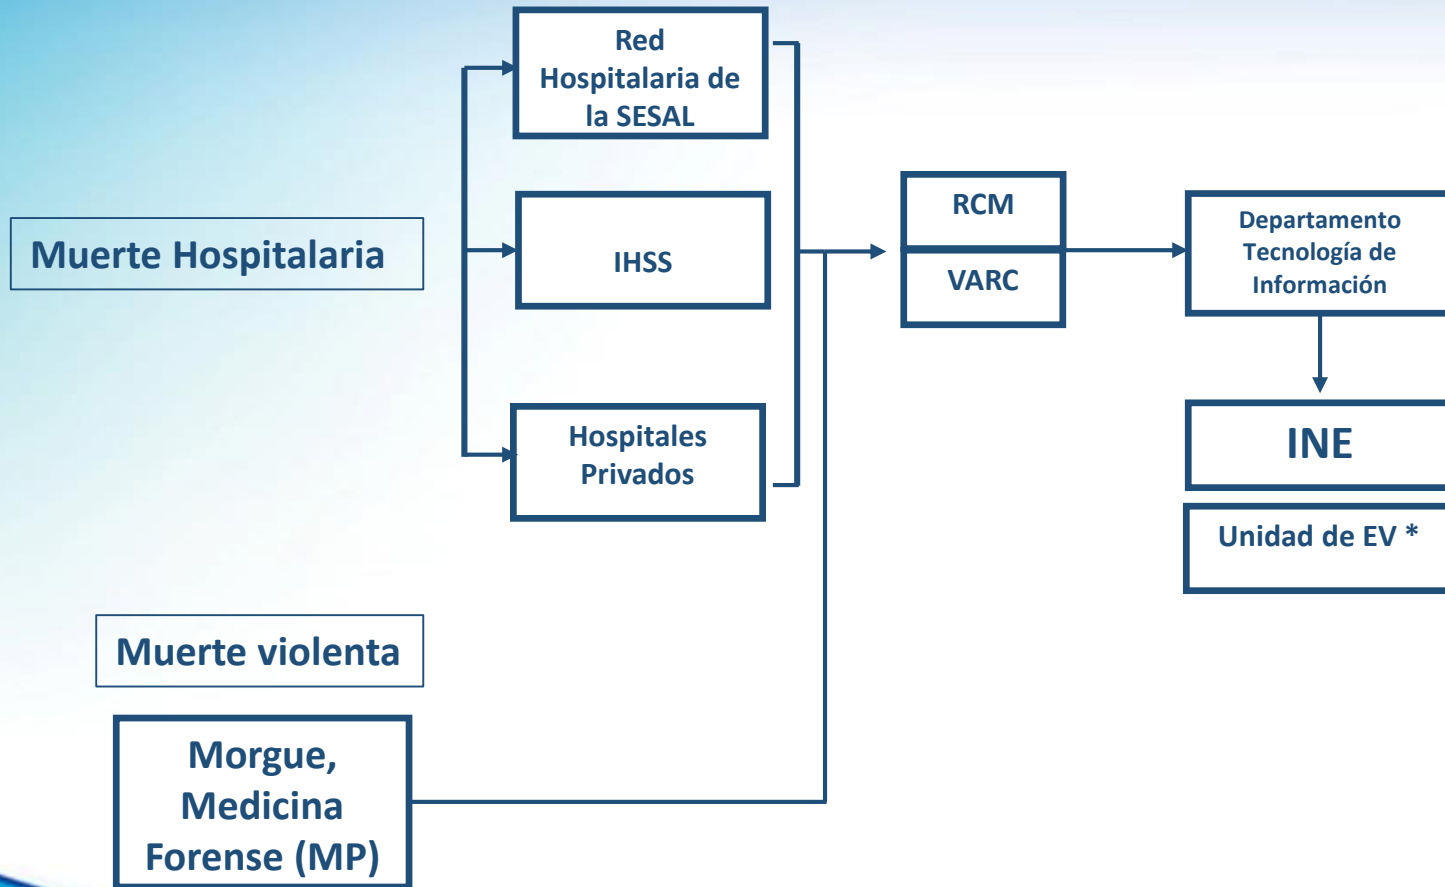 Red
Hospitalaria de
la SESAL
Muerte Hospitalaria
IHSS
Hospitales
Privados
RCM
VARC
Departamento
Tecnología de
Información
INE
Unidad de EV *
Muerte violenta
Morgue,
Medicina
Forense (MP)